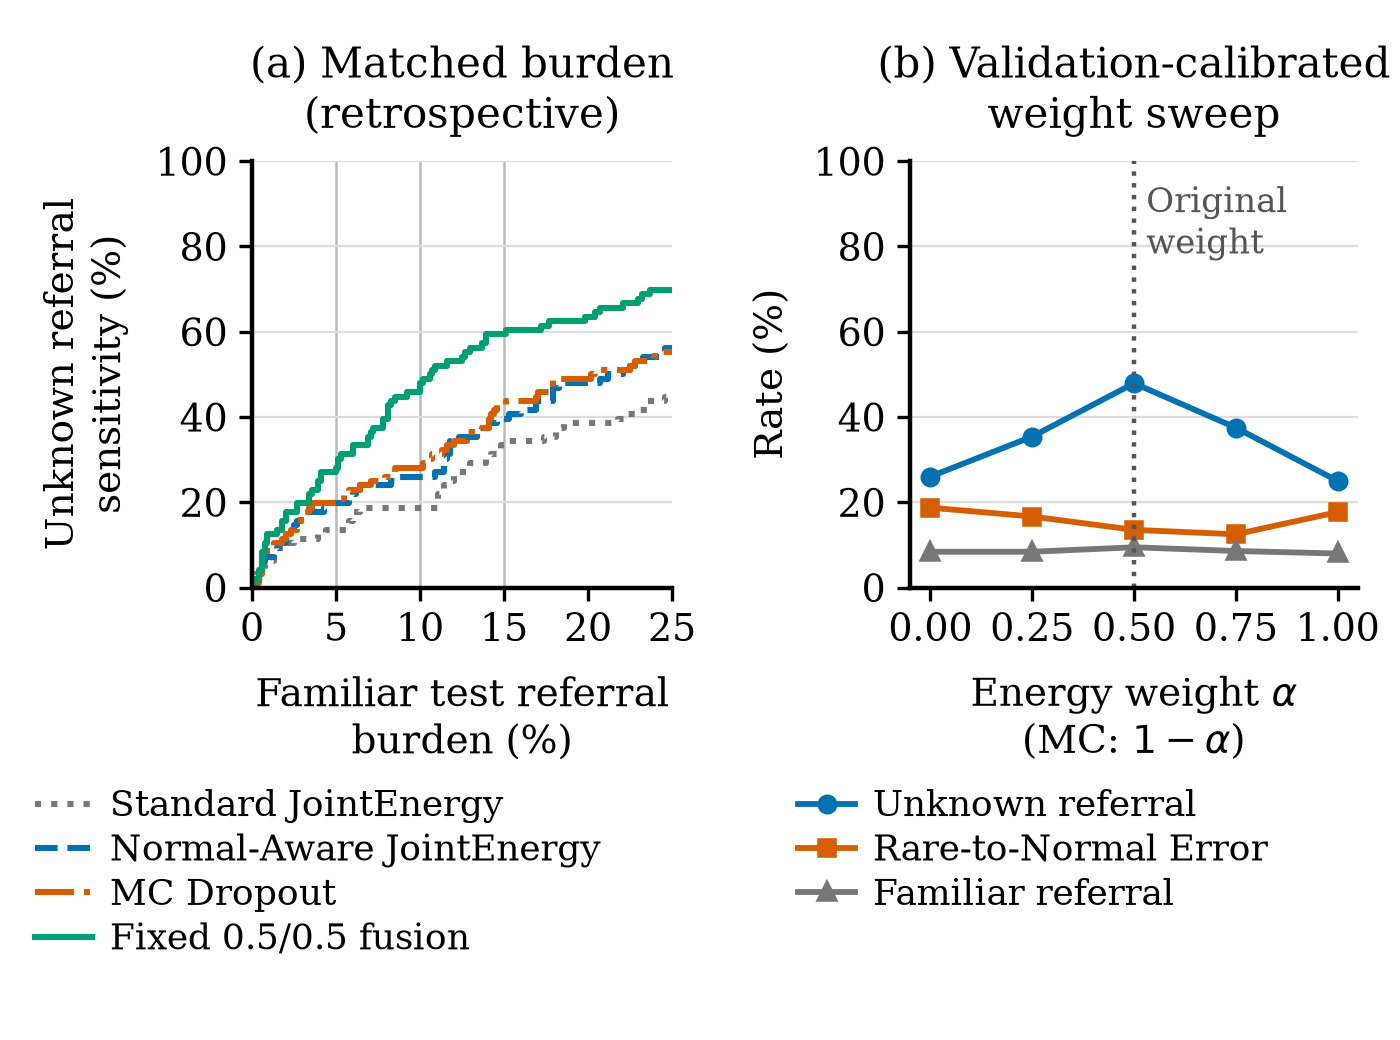 (a) Matched burden
(retrospective)
Unknown referral
sensitivity (%)
100
80
60
40
20
0
0 5 10 15 20 25
Familiar test referral
burden (%)
Standard JointEnergy
Normal-Aware JointEnergy
MC Dropout
Fixed 0.5/0.5 fusion
(b) Validation-calibrated
weight sweep
Rate (%)
100
80
60
40
20
0
Original
weight
0.00 0.25 0.50 0.75 1.00
Energy weight α
(MC: 1 − α)
Unknown referral
Rare-to-Normal Error
Familiar referral